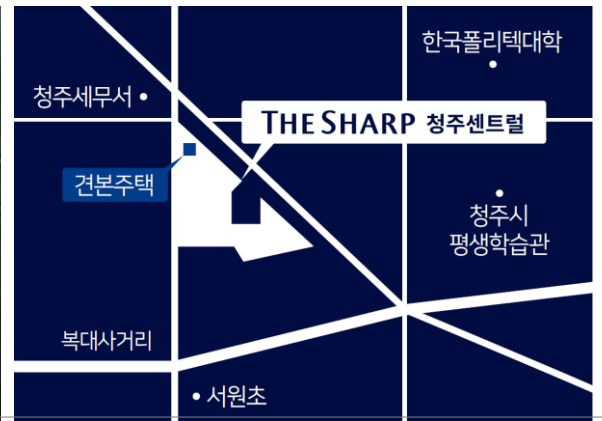 한국폴리텍대학
청주세무서
THE SHARP 청주센트럴
견본주택
청주시
평생학습관
복대사거리
서원초